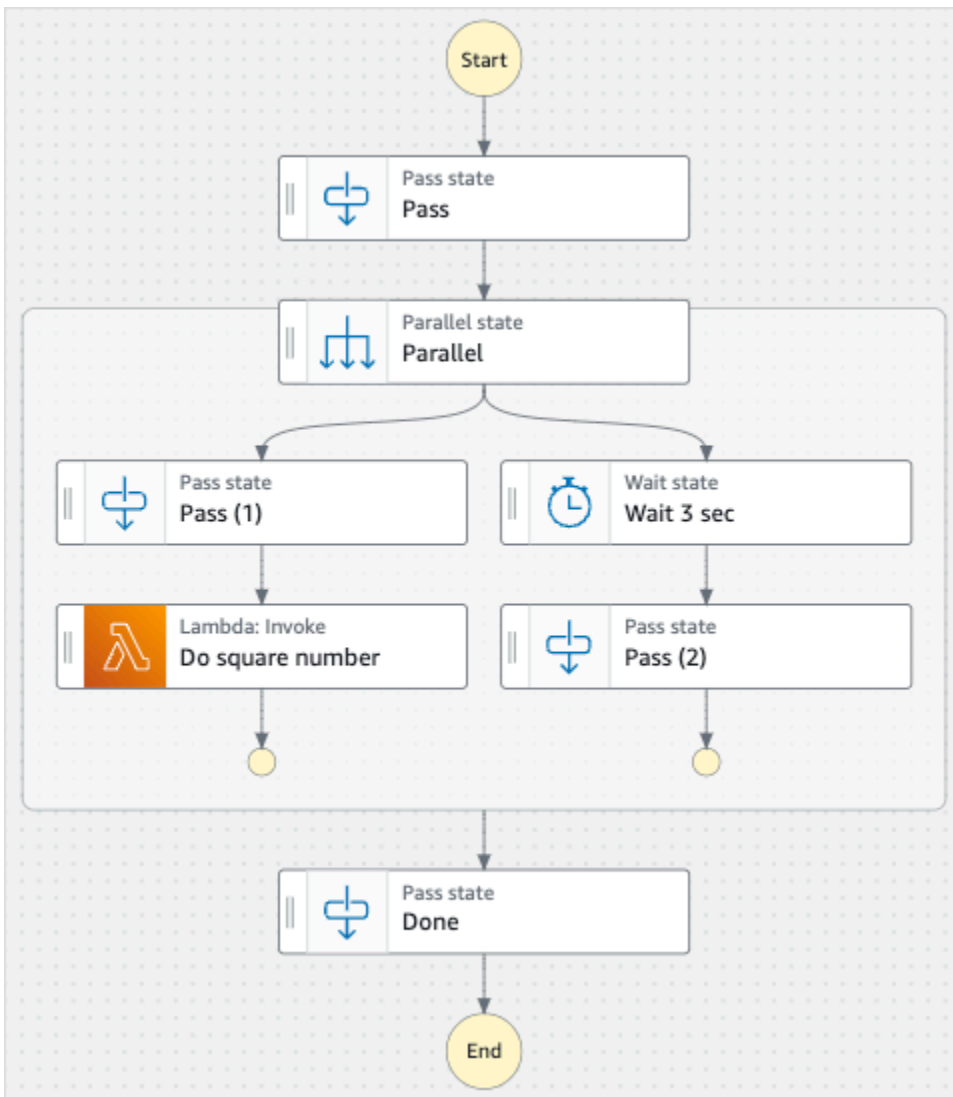 Start
Pass state
Pass
Parallel state
Parallel
Pass state
Pass (1)
Wait state
Wait 3 sec
Lambda: Invoke
Do square number
Pass state
Pass (2)
Pass state
Done
End